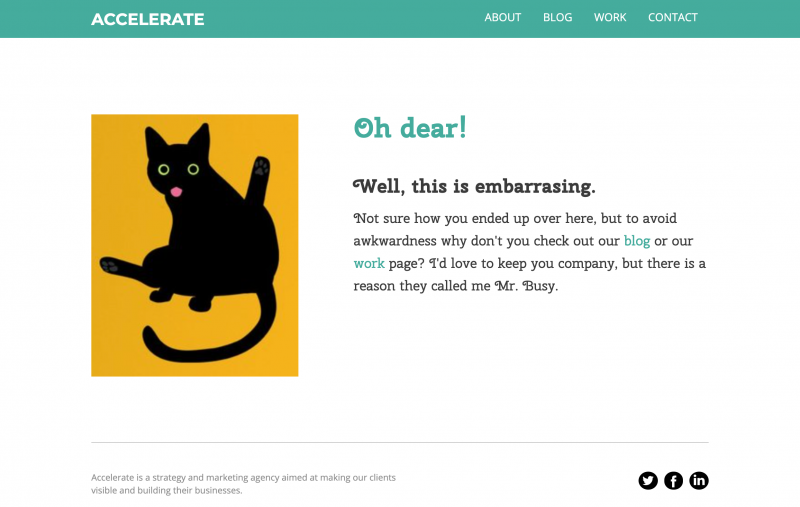 ACCELERATE
ABOUT BLOG WORK CONTACT
Oh dear!
Well, this is embarrasing.
Not sure how you ended up over here, but to avoid
awkwardness why don't you check out our blog or our
work page? I'd love to keep you company, but there is a
reason they called me Mr. Busy.
Accelerate is a strategy and marketing agency aimed at making our clients
visible and building their businesses.